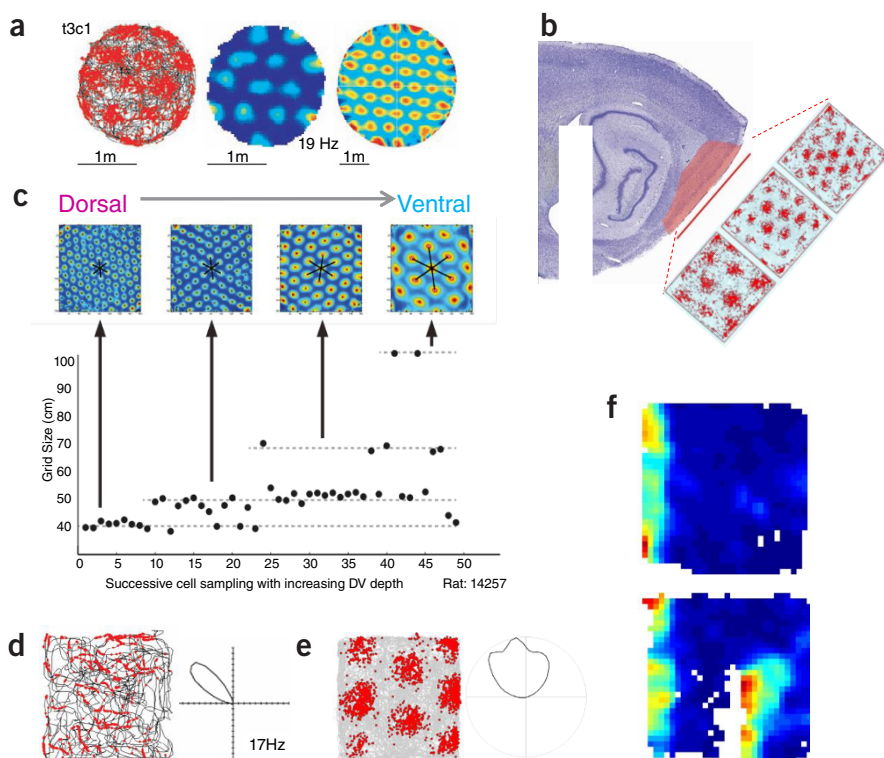 a
t3c1
19 Hz
1m
1m
1m
b
c
Dorsal
Ventral
Grid Size (cm)
100
90
80
70
60
50
40
0
5
10
15
20
25
30
35
40
45
50
Successive cell sampling with increasing DV depth
Rat: 14257
d
17Hz
e
f